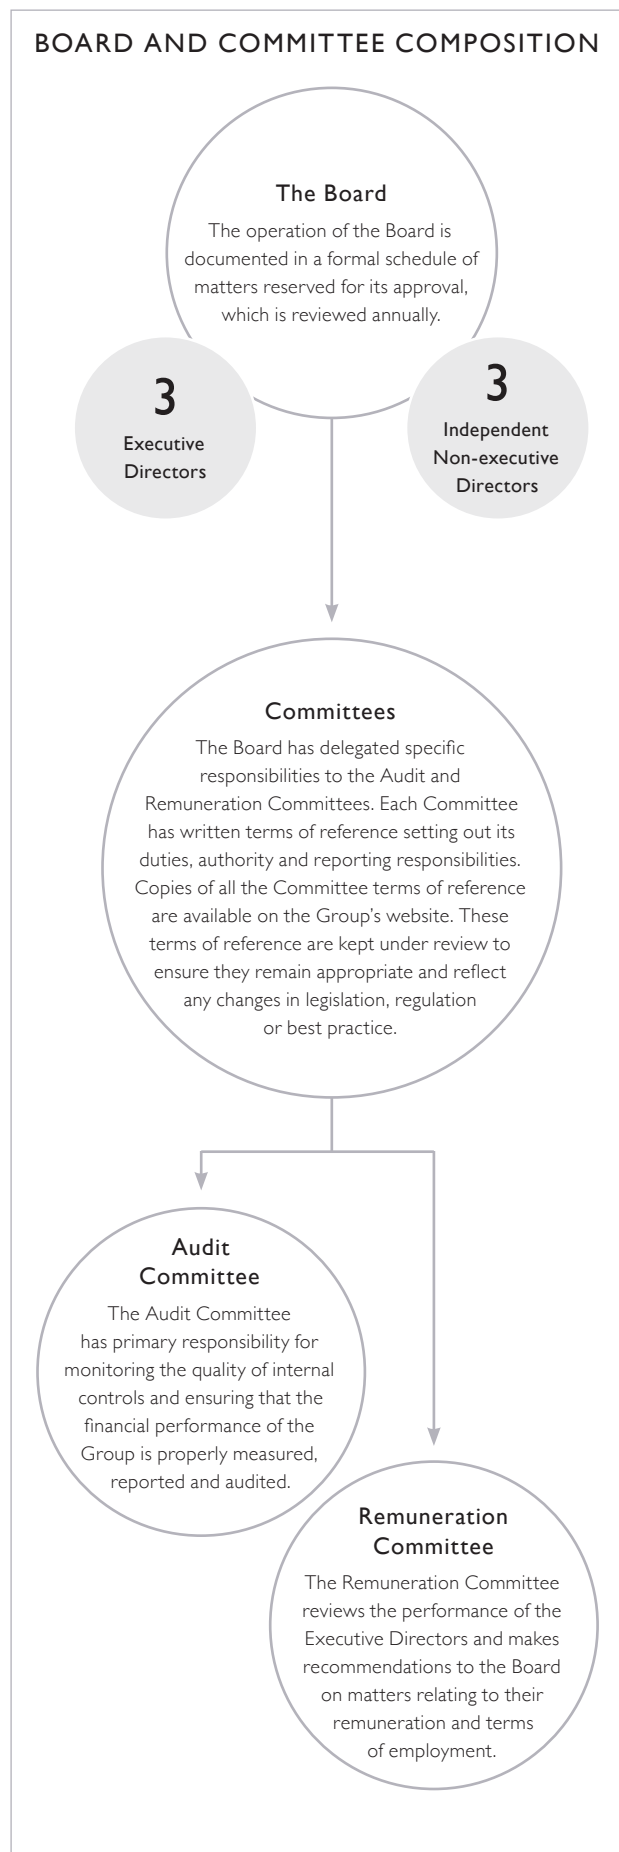 BOARD AND COMMITTEE COMPOSITION
The Board
The operation of the Board is
documented in a formal schedule of
matters reserved for its approval,
which is reviewed annually.
3
Executive
Directors
3
Independent
Non-executive
Directors
Committees
The Board has delegated specific
responsibilities to the Audit and
Remuneration Committees. Each Committee
has written terms of reference setting out its
duties, authority and reporting responsibilities.
Copies of all the Committee terms of reference
are available on the Group's website. These
terms of reference are kept under review to
ensure they remain appropriate and reflect
any changes in legislation, regulation
or best practice.
Audit
Committee
The Audit Committee
has primary responsibility for
monitoring the quality of internal
controls and ensuring that the
financial performance of the
Group is properly measured,
reported and audited.
Remuneration
Committee
The Remuneration Committee
reviews the performance of the
Executive Directors and makes
recommendations to the Board
on matters relating to their
remuneration and terms
of employment.